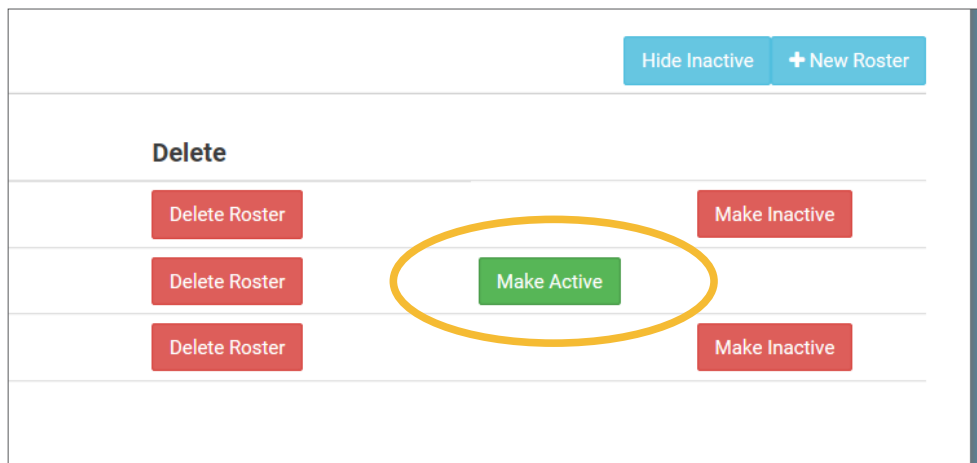 Hide Inactive + New Roster
Delete
Delete Roster Make Inactive
Delete Roster Make Active
Delete Roster Make Inactive